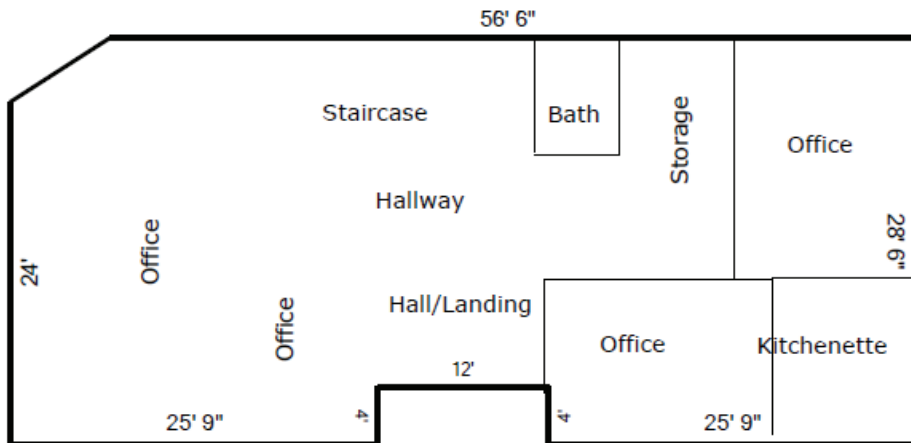 56' 6"
Staircase
Bath
Storage
Office
Hallway
Office
24'
28' 6"
Office
Hall/Landing
Office
Kitchenette
12'
25' 9"
4'
4'
25' 9"